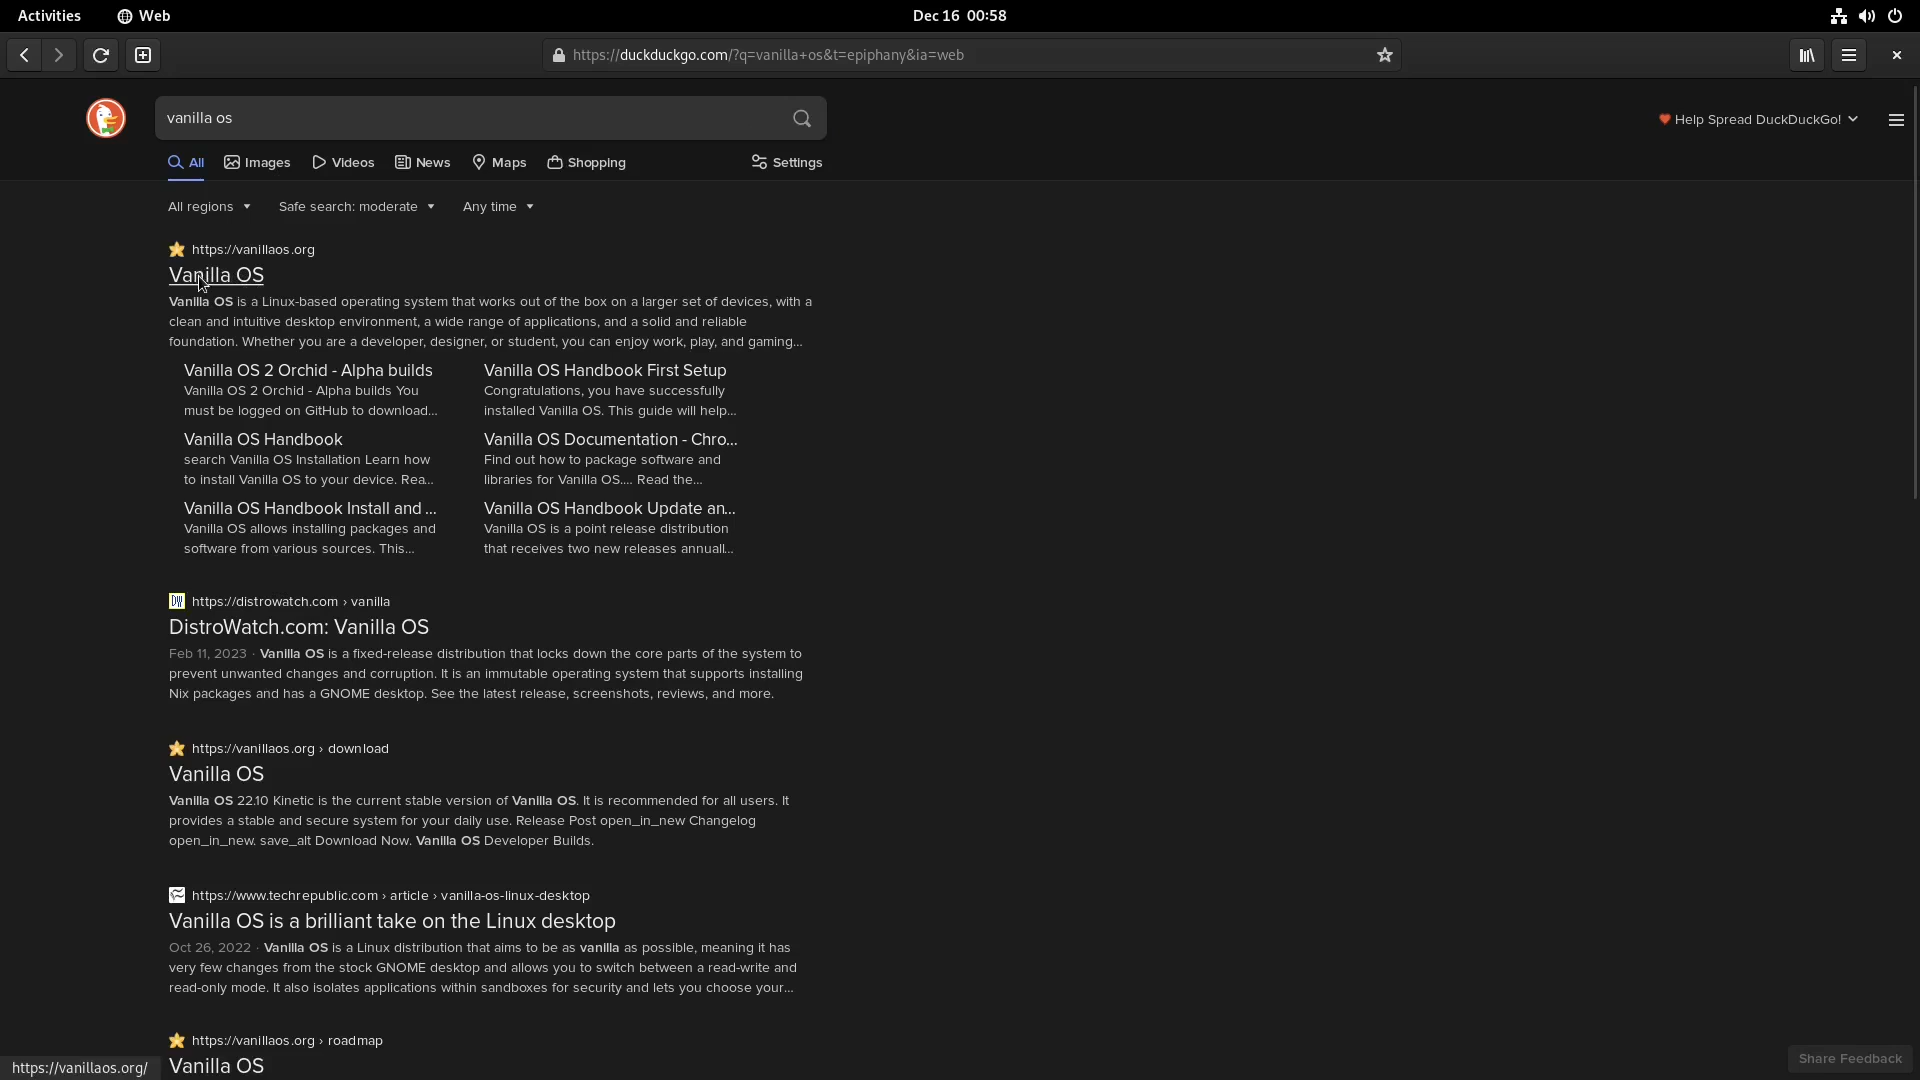 Activities
Web
Dec 16 00:58
https://duckduckgo.com/?q=vanilla+os&t=epiphany&ia=web
vanilla os
Help Spread DuckDuckGo!
All
Images
Videos
News
Maps
Shopping
Settings
All regions
Safe search: moderate
Any time
https://vanillaos.org
Vanilla OS
Vanilla OS is a Linux-based operating system that works out of the box on a larger set of devices, with a
clean and intuitive desktop environment, a wide range of applications, and a solid and reliable
foundation. Whether you are a developer, designer, or student, you can enjoy work, play, and gaming...
Vanilla OS 2 Orchid - Alpha builds
Vanilla OS 2 Orchid - Alpha builds You
must be logged on GitHub to download...
Vanilla OS Handbook First Setup
Congratulations, you have successfully
installed Vanilla OS. This guide will help...
Vanilla OS Handbook
search Vanilla OS Installation Learn how
to install Vanilla OS to your device. Rea...
Vanilla OS Documentation - Chro...
Find out how to package software and
libraries for Vanilla OS.... Read the...
Vanilla OS Handbook Install and ...
Vanilla OS allows installing packages and
software from various sources. This...
Vanilla OS Handbook Update an...
Vanilla OS is a point release distribution
that receives two new releases annuall...
DW
https://distrowatch.com › vanilla
DistroWatch.com: Vanilla OS
Feb 11, 2023 · Vanilla OS is a fixed-release distribution that locks down the core parts of the system to
prevent unwanted changes and corruption. It is an immutable operating system that supports installing
Nix packages and has a GNOME desktop. See the latest release, screenshots, reviews, and more.
https://vanillaos.org › download
Vanilla OS
Vanilla OS 22.10 Kinetic is the current stable version of Vanilla OS. It is recommended for all users. It
provides a stable and secure system for your daily use. Release Post open_in_new Changelog
open_in_new. save_alt Download Now. Vanilla OS Developer Builds.
https://www.techrepublic.com › article › vanilla-os-linux-desktop
Vanilla OS is a brilliant take on the Linux desktop
Oct 26, 2022 · Vanilla OS is a Linux distribution that aims to be as vanilla as possible, meaning it has
very few changes from the stock GNOME desktop and allows you to switch between a read-write and
read-only mode. It also isolates applications within sandboxes for security and lets you choose your...
https://vanillaos.org › roadmap
Vanilla OS
https://vanillaos.org/
Share Feedback